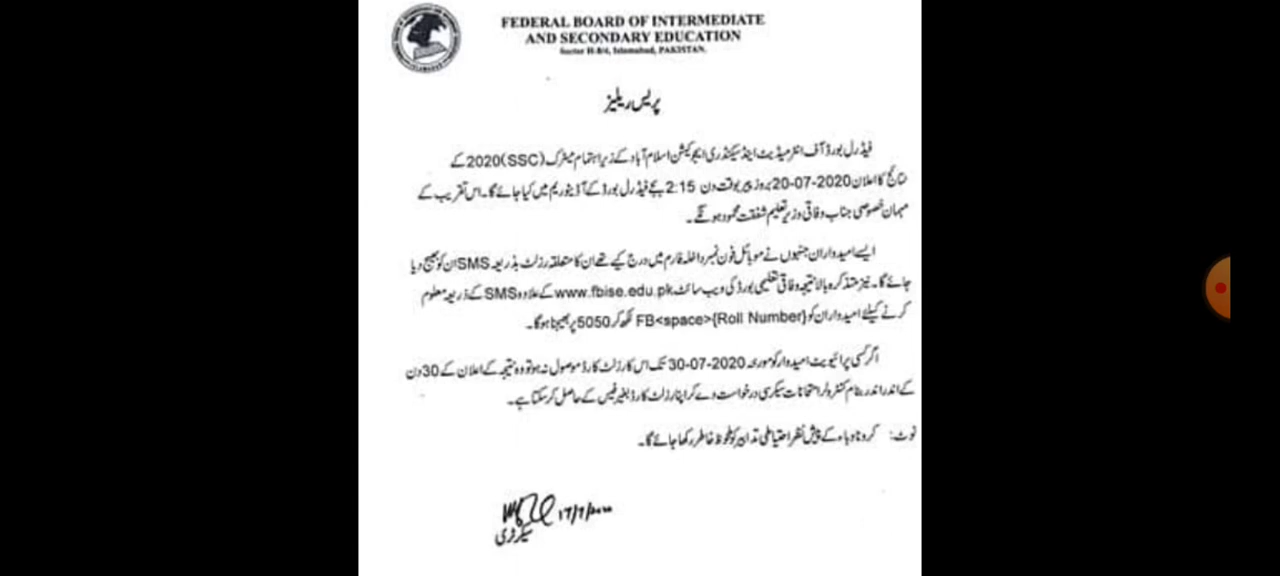 FEDERAL BOARD OF INTERMEDIATE
AND SECONDARY EDUCATION
Sector H-8/4, Islamabad, PAKISTAN.
پریس ریلیز
فیڈرل بورڈ آف انٹرمیڈیٹ اینڈ سیکنڈری ایجوکیشن اسلام آباد کے زیر اہتمام میٹرک (SSC) 2020 کے
نتائج کا اعلان 20-07-2020 بروز پیر بوقت دن 2:15 بجے فیڈرل بورڈ کے آڈیٹوریم میں کیا جائے گا۔ اس تقریب کے
مہمان خصوصی جناب وفاقی وزیر تعلیم شفقت محمود ہونگے۔
ایسے امیدواران جنہوں نے موبائل فون نمبر داخلہ فارم میں درج کیے تھے ان کا متعلقہ رزلٹ بذریعہ SMS ان کو بھیج دیا
جائے گا۔ نیز متذکرہ بالا نتیجہ وفاقی تعلیمی بورڈ کی ویب سائٹ www.fbise.edu.pk کے علاوہ SMS کے ذریعہ معلوم
کرنے کیلئے امیدواران کو FB<space>{Roll Number} لکھ کر 5050 پر بھیجنا ہوگا۔
اگر کسی پرائیویٹ امیدوار کو مورخہ 30-07-2020 تک اس کا رزلٹ کارڈ موصول نہ ہو تو وہ نتیجہ کے اعلان کے 30 دن
کے اندر اندر بنام کنٹرولر امتحانات سیکرسی درخواست دے کر اپنا رزلٹ کارڈ بغیر فیس کے حاصل کر سکتا ہے۔
نوٹ: کرونا وباء کے پیش نظر احتیاطی تدابیر کو ملحوظ خاطر رکھا جائے گا۔
17/7/2020
سیکرٹری